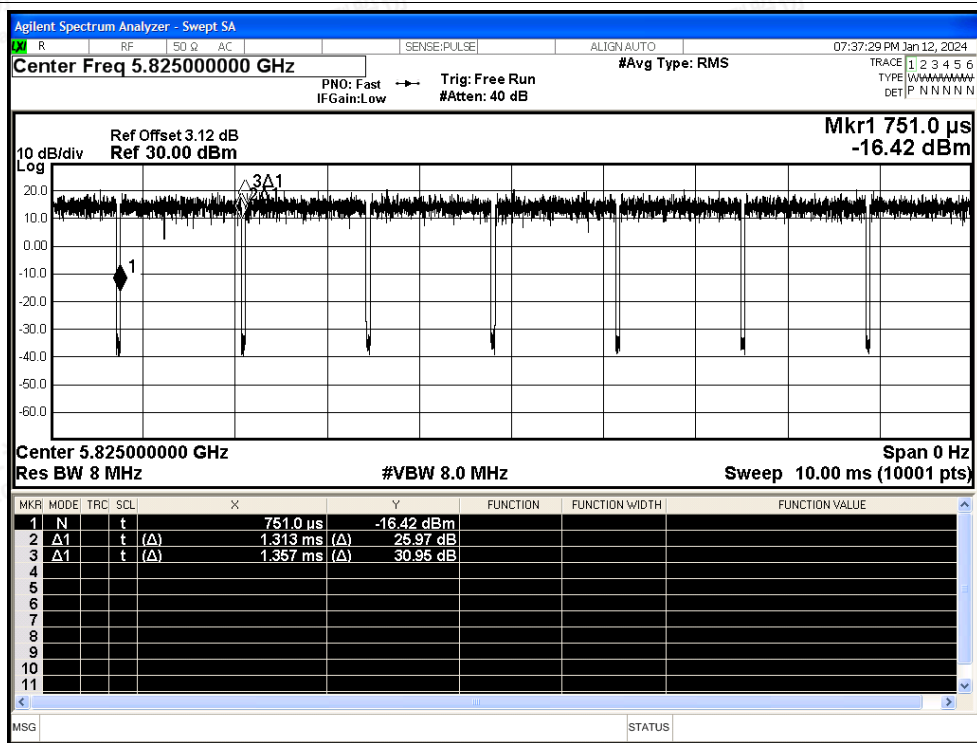 Agilent Spectrum Analyzer - Swept SA
LXI R RF 50 Ω AC SENSE:PULSE ALIGN AUTO 07:37:29 PM Jan 12, 2024
Center Freq 5.825000000 GHz #Avg Type: RMS TRACE 1 2 3 4 5 6
PNO: Fast Trig: Free Run TYPE WWWWWW
IFGain:Low #Atten: 40 dB DET P N N N N N
Mkr1 751.0 µs
Ref Offset 3.12 dB
10 dB/div Ref 30.00 dBm -16.42 dBm
Log
3Δ1
20.0 2Δ1
10.0
0.00
-10.0 1
-20.0
-30.0
-40.0
-50.0
-60.0
Center 5.825000000 GHz Span 0 Hz
Res BW 8 MHz #VBW 8.0 MHz Sweep 10.00 ms (10001 pts)
MKR MODE TRC SCL X Y FUNCTION FUNCTION WIDTH FUNCTION VALUE
1 N t 751.0 µs -16.42 dBm
2 Δ1 t (Δ) 1.313 ms (Δ) 25.97 dB
3 Δ1 t (Δ) 1.357 ms (Δ) 30.95 dB
4
5
6
7
8
9
10
11
MSG STATUS